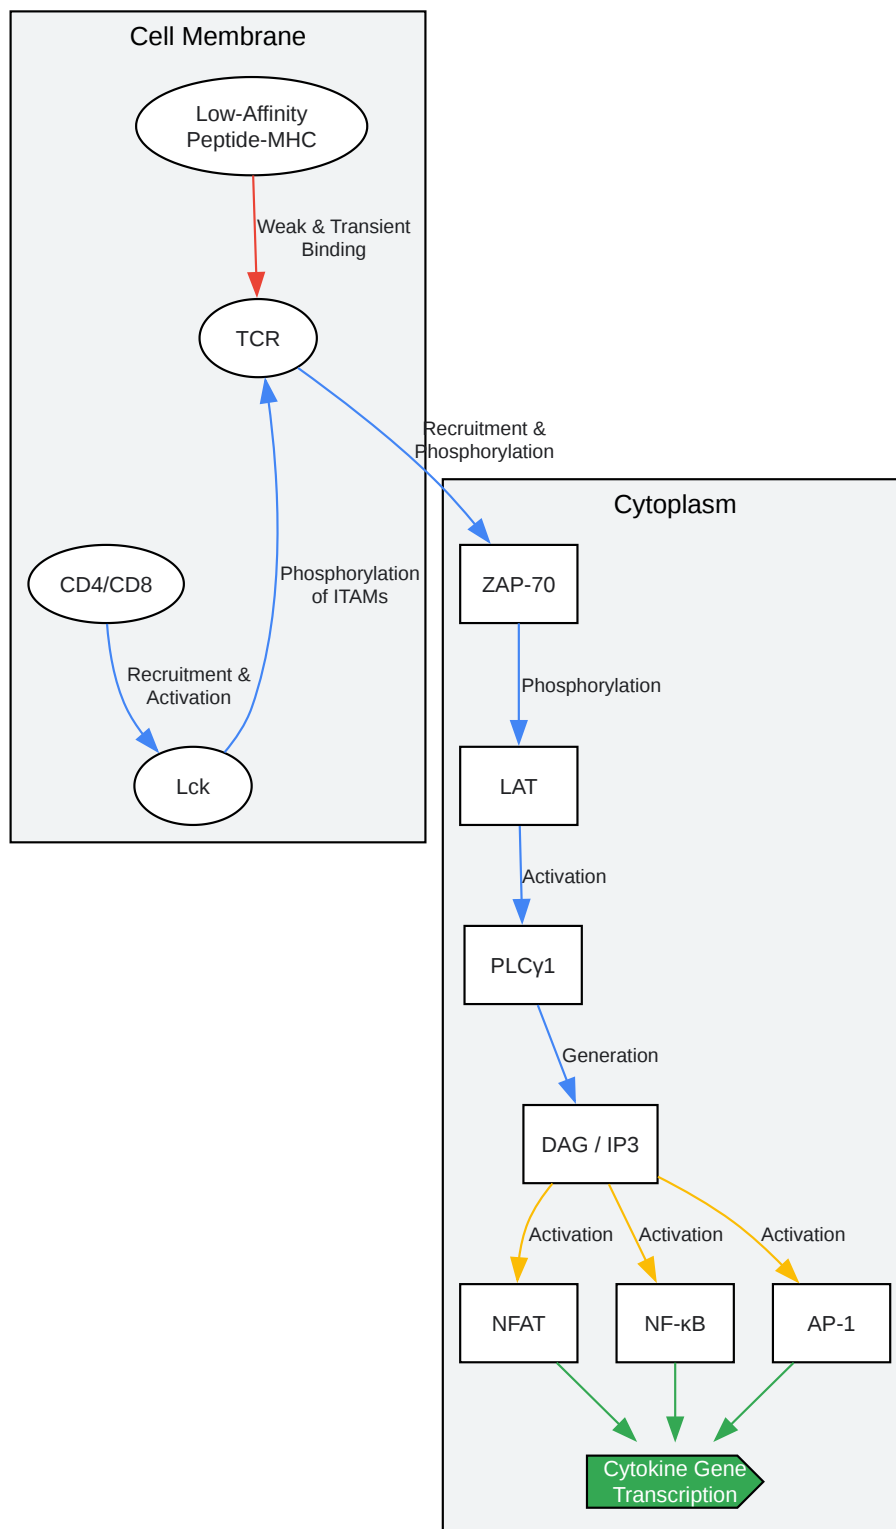 Cell Membrane
Low-Affinity
Peptide-MHC
Weak & Transient
Binding
TCR
Recruitment &
Phosphorylation
Cytoplasm
CD4/CD8
Phosphorylation
of ITAMs
ZAP-70
Recruitment &
Activation
Phosphorylation
Lck
LAT
Activation
PLCγ1
Generation
DAG / IP3
Activation
Activation
Activation
NFAT
NF-κB
AP-1
Cytokine Gene
Transcription